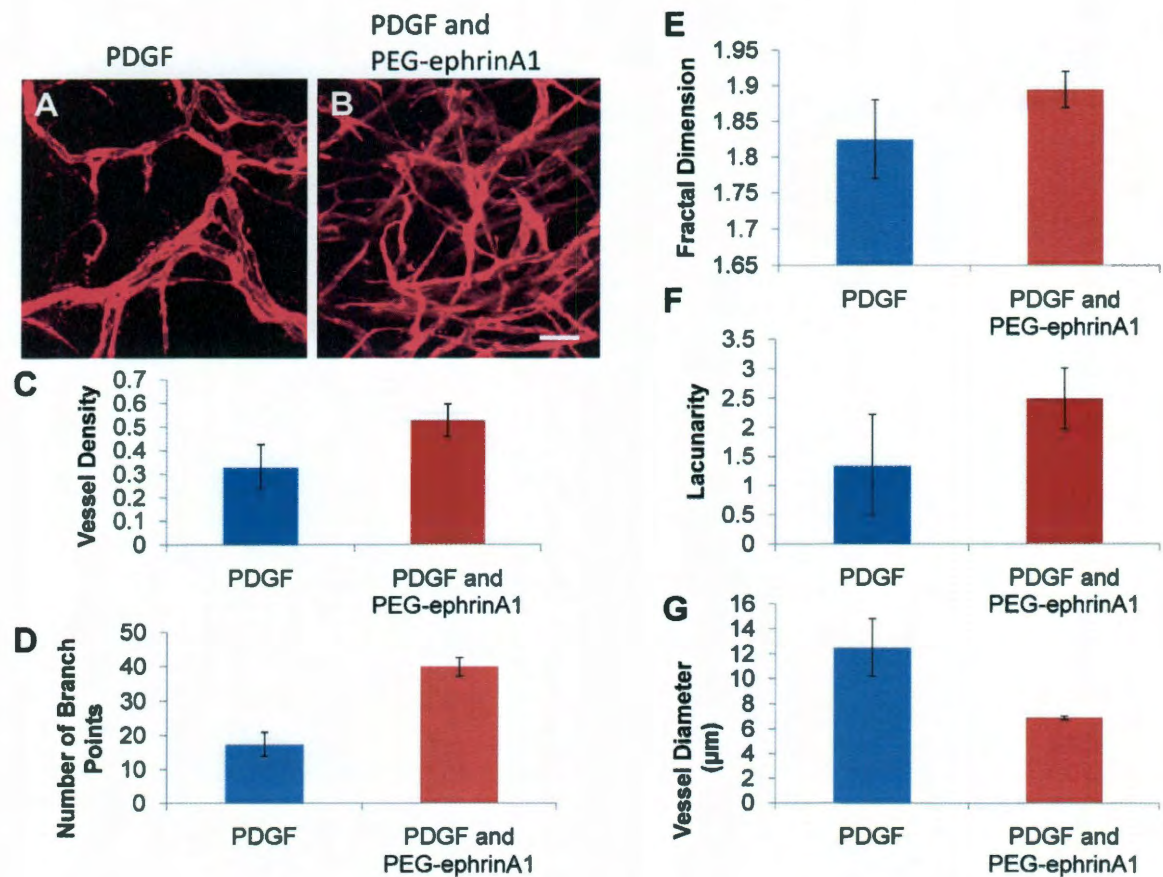 PDGF
PDGF and
PEG-ephrinA1
A
B
C
Vessel Density
0.7
0.6
0.5
0.4
0.3
0.2
0.1
0
PDGF
PDGF and
PEG-ephrinA1
D
Number of Branch
Points
50
40
30
20
10
0
PDGF
PDGF and
PEG-ephrinA1
E
Fractal Dimension
1.95
1.9
1.85
1.8
1.75
1.7
1.65
PDGF
PDGF and
PEG-ephrinA1
F
Lacunarity
3
2.5
2
1.5
1
0.5
0
PDGF
PDGF and
PEG-ephrinA1
G
Vessel Diameter
(µm)
16
14
12
10
8
6
4
2
0
PDGF
PDGF and
PEG-ephrinA1